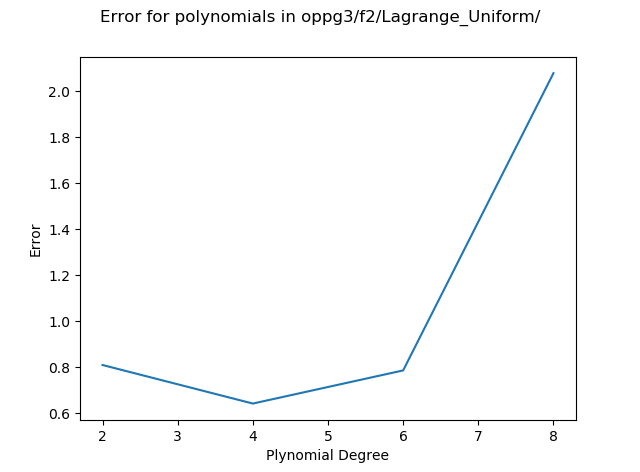 Error for polynomials in oppg3/f2/Lagrange_Uniform/
2.0
1.8
1.6
1.4
1.2
1.0
0.8
0.6
Error
2 3 4 5 6 7 8
Plynomial Degree